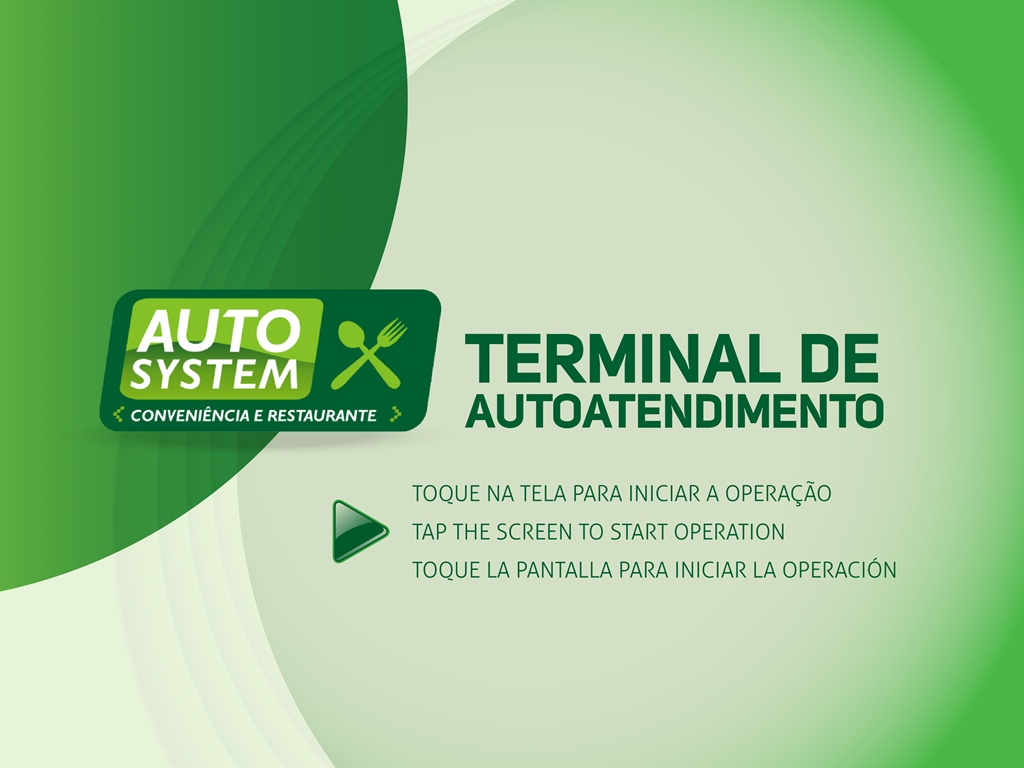 AUTO
SYSTEM
CONVENIÊNCIA E RESTAURANTE
TERMINAL DE
AUTOATENDIMENTO
TOQUE NA TELA PARA INICIAR A OPERAÇÃO
TAP THE SCREEN TO START OPERATION
TOQUE LA PANTALLA PARA INICIAR LA OPERACIÓN